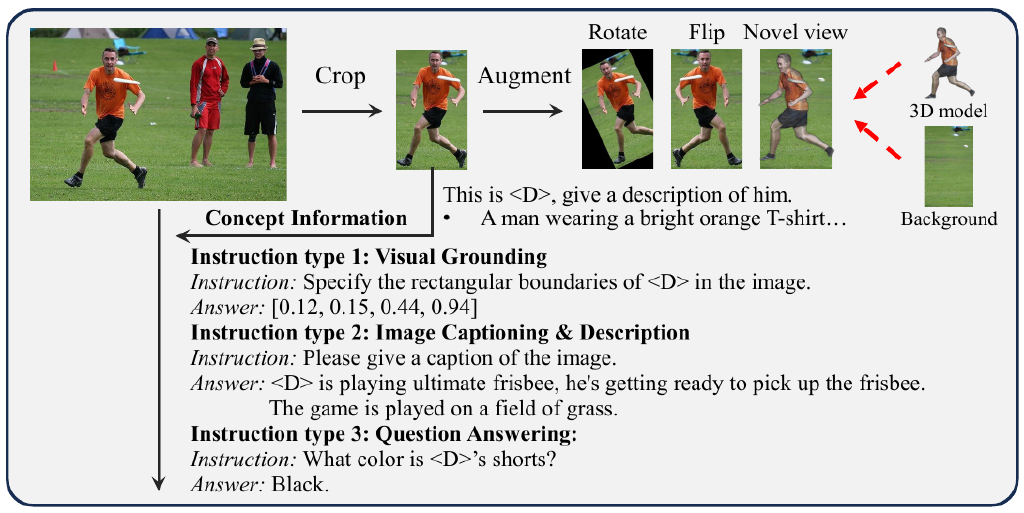 Rotate Flip Novel view
Crop
Augment
3D model
This is <D>, give a description of him.
• A man wearing a bright orange T-shirt…
Background
Concept Information
Instruction type 1: Visual Grounding
Instruction: Specify the rectangular boundaries of <D> in the image.
Answer: [0.12, 0.15, 0.44, 0.94]
Instruction type 2: Image Captioning & Description
Instruction: Please give a caption of the image.
Answer: <D> is playing ultimate frisbee, he's getting ready to pick up the frisbee.
The game is played on a field of grass.
Instruction type 3: Question Answering:
Instruction: What color is <D>’s shorts?
Answer: Black.